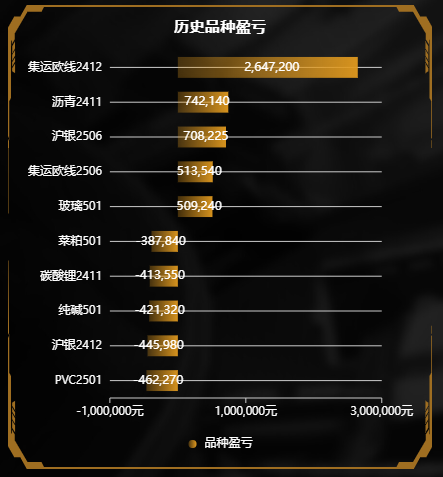 历史品种盈亏
集运欧线2412 2,647,200
沥青2411 742,140
沪银2506 708,225
集运欧线2506 513,540
玻璃501 509,240
菜粕501 -387,840
碳酸锂2411 -413,550
纯碱501 -421,320
沪银2412 -445,980
PVC2501 -462,270
-1,000,000元 1,000,000元 3,000,000元
品种盈亏